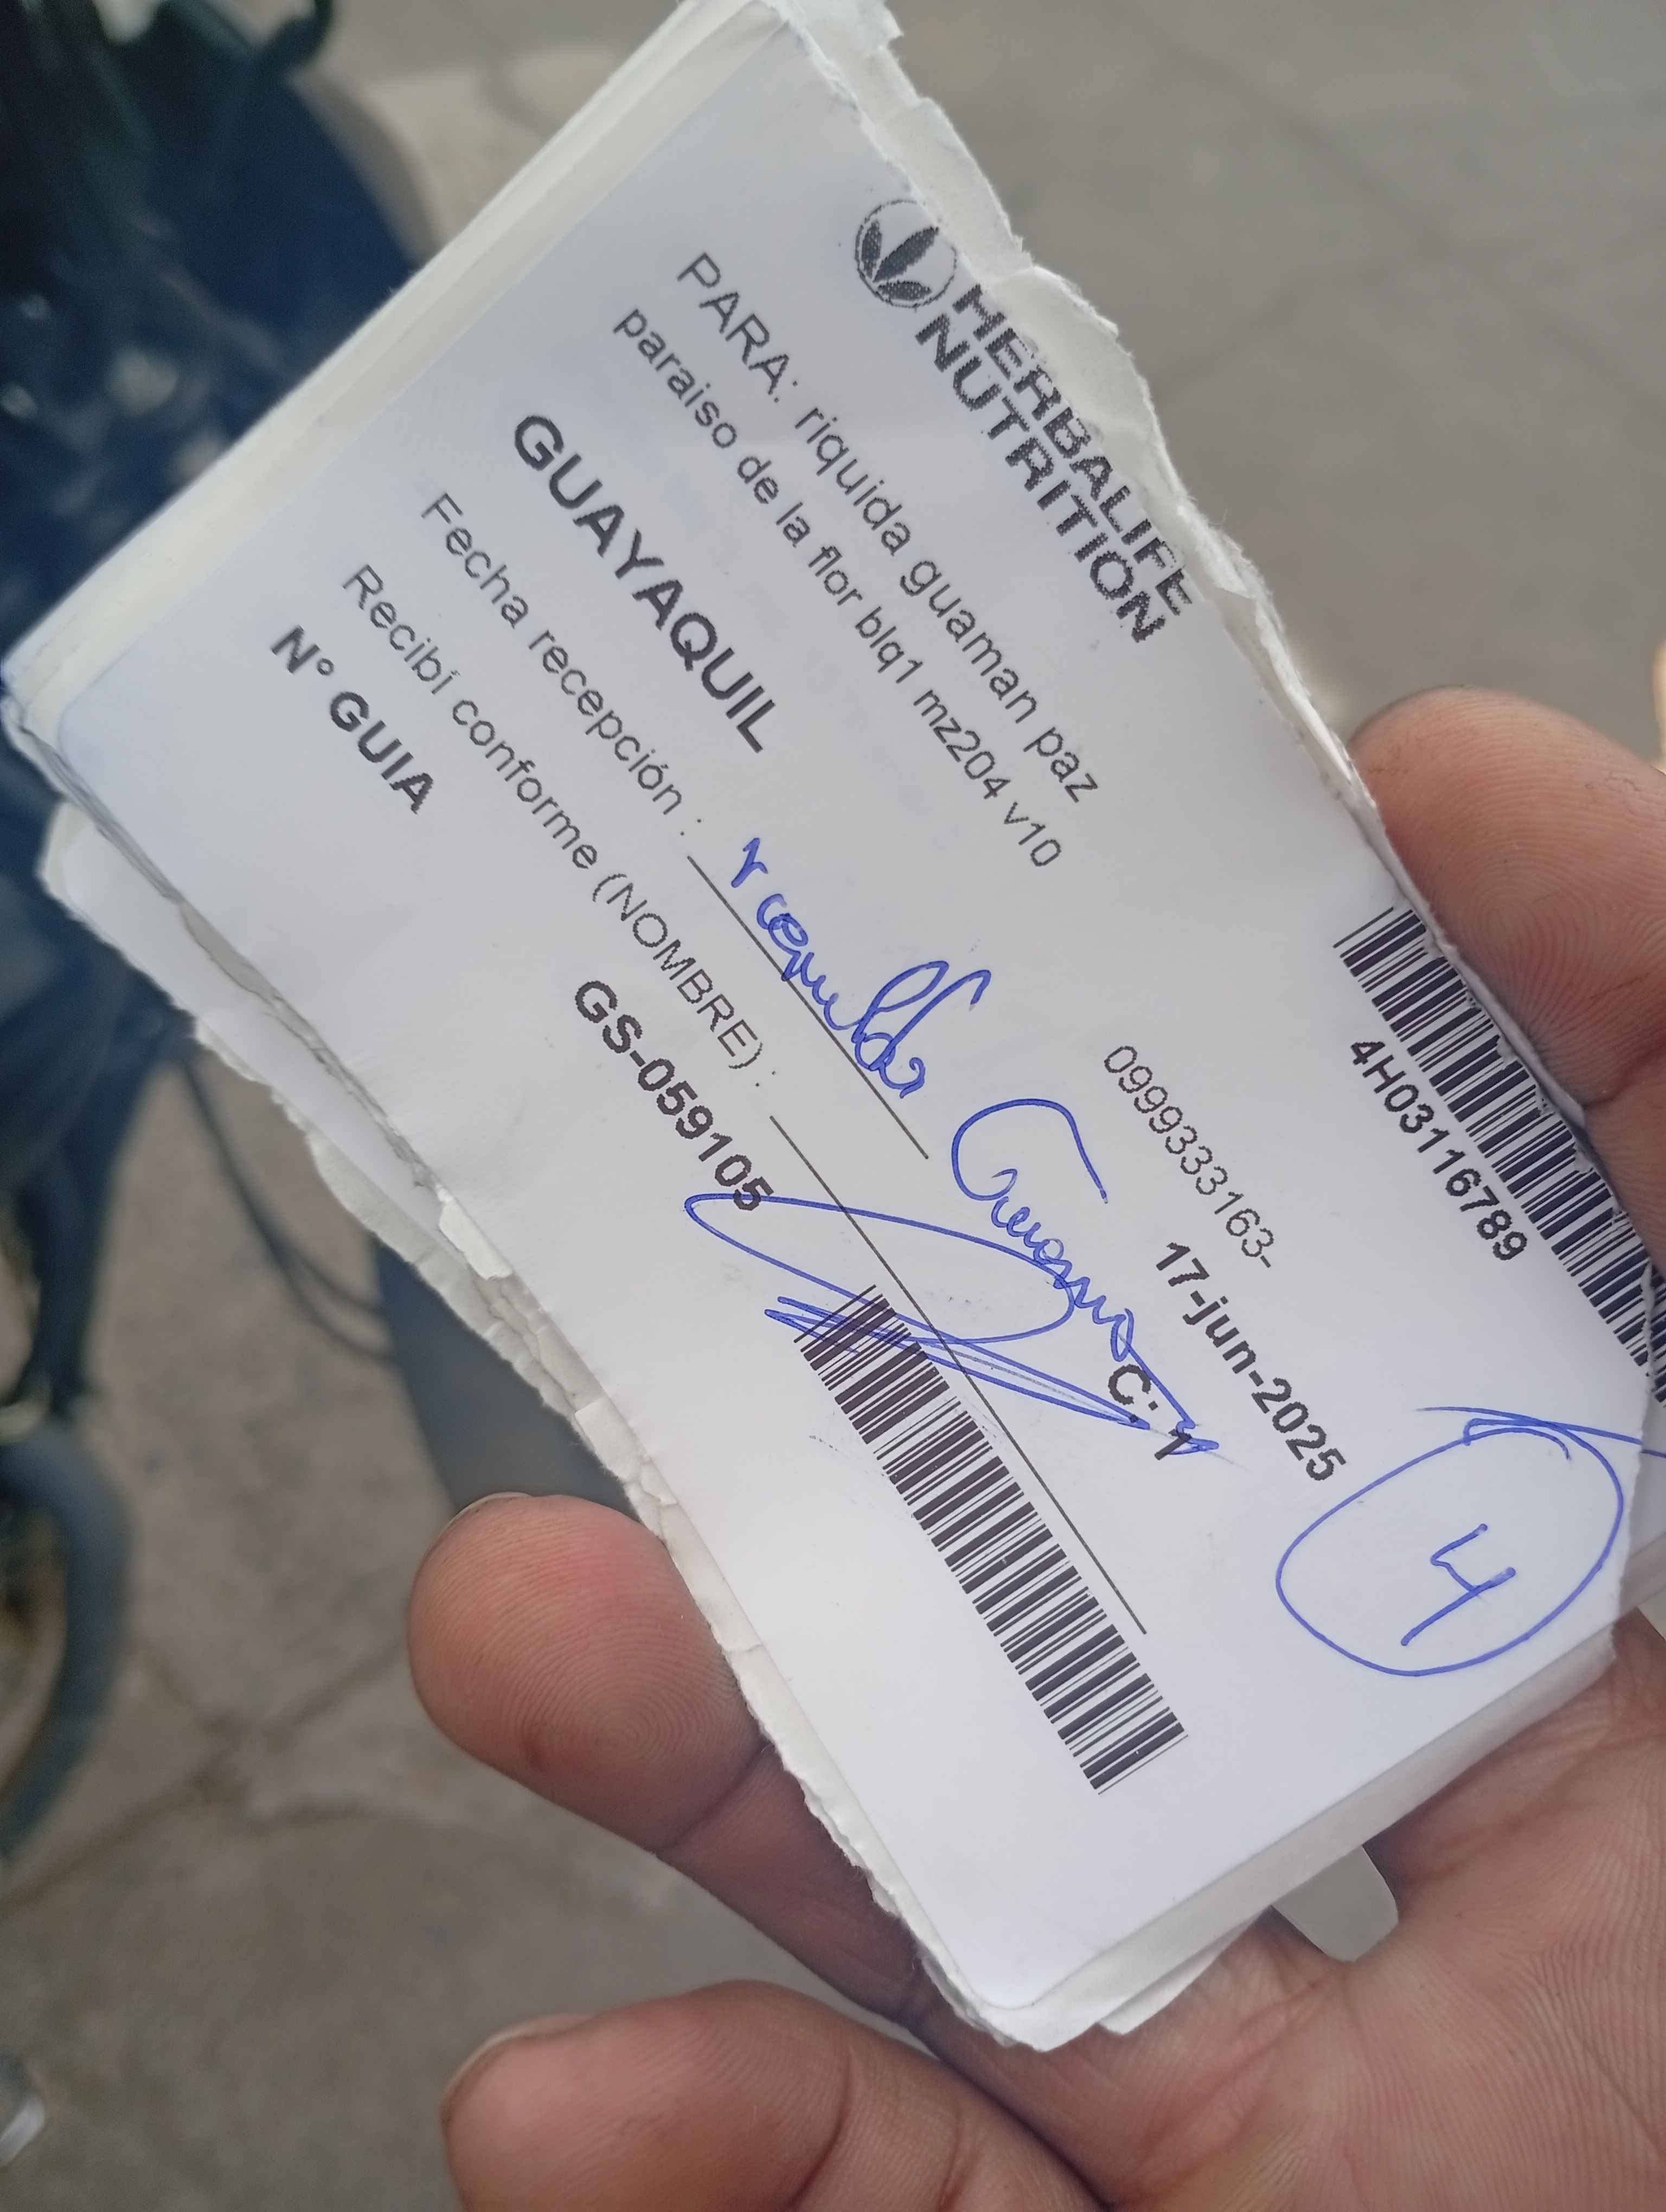 HERBALIFE
NUTRITION
4H03116789
PARA: riquida guaman paz
paraiso de la flor blq1 mz204 v10
0999333163-
GUAYAQUIL
17-jun-2025
4
Fecha recepción :
Recibí conforme (NOMBRE) :
C. I
N° GUIA
GS-059105